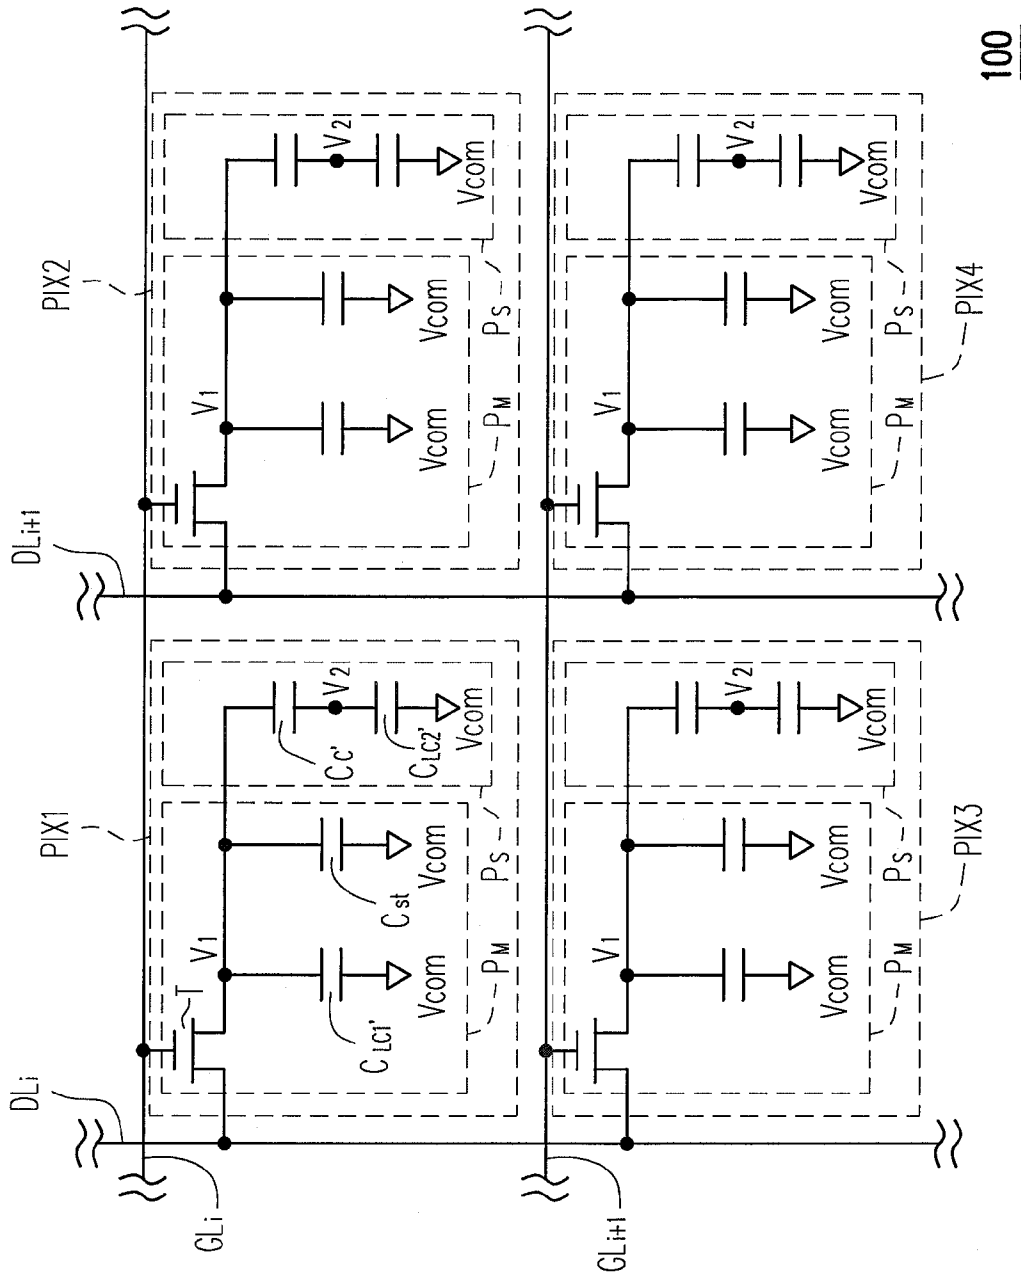 DLi
DLi+1
GLi
PIX1
PIX2
T
V1
V1
CC'
V2
V2
CLC1'
Cst
CLC2'
Vcom
Vcom
Vcom
Vcom
Vcom
Vcom
PM
PS
PM
PS
GLi+1
V1
V1
V2
V2
Vcom
Vcom
Vcom
Vcom
Vcom
Vcom
PM
PS
PM
PS
PIX3
PIX4
100